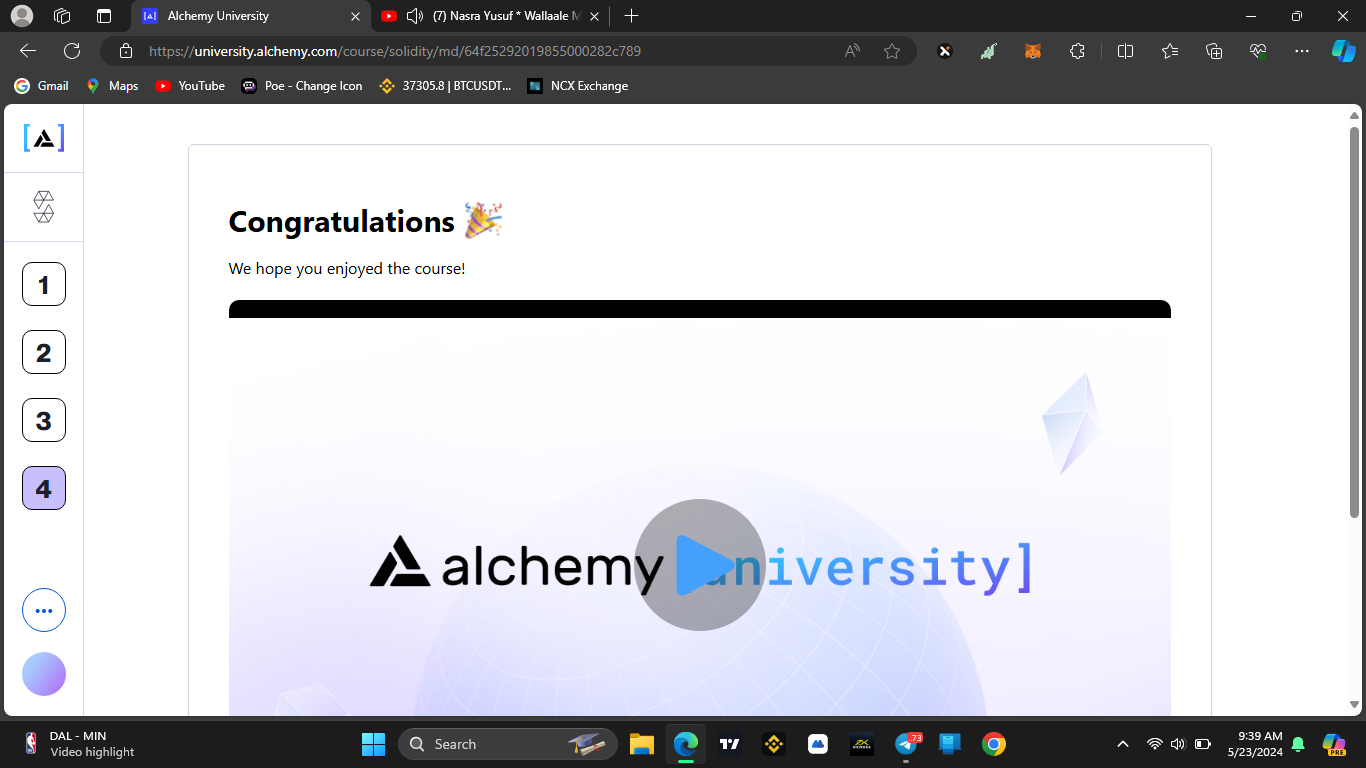 Alchemy University
(7) Nasra Yusuf * Wallaale M
https://university.alchemy.com/course/solidity/md/64f25292019855000282c789
Gmail
Maps
YouTube
Poe - Change Icon
37305.8 | BTCUSDT...
NCX Exchange
Congratulations 🎉
We hope you enjoyed the course!
1
2
3
4
alchemy university]
DAL - MIN
Video highlight
Search
.73
9:39 AM
5/23/2024
PRE